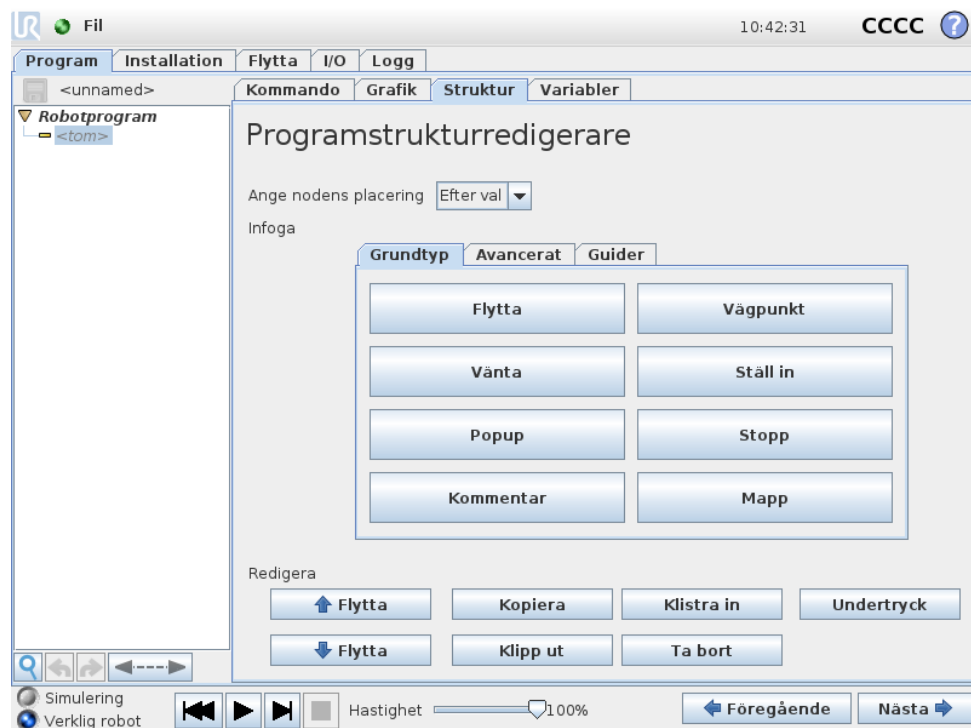 UR Fil 10:42:31 CCCC ?
Program Installation Flytta I/O Logg
<unnamed> Kommando Grafik Struktur Variabler
Robotprogram
<tom>
Programstrukturredigerare
Ange nodens placering Efter val
Infoga
Grundtyp Avancerat Guider
Flytta Vägpunkt
Vänta Ställ in
Popup Stopp
Kommentar Mapp
Redigera
Flytta Kopiera Klistra in Undertryck
Flytta Klipp ut Ta bort
Simulering
Verklig robot
Hastighet 100% Föregående Nästa